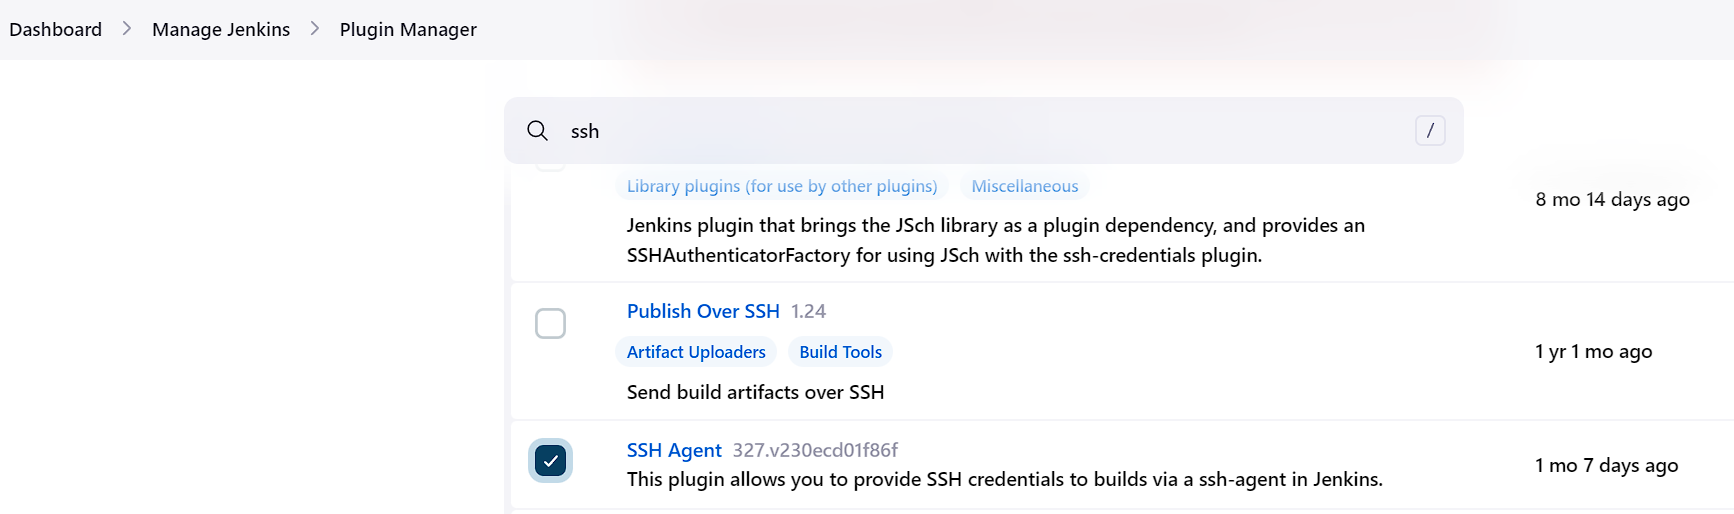 Dashboard > Manage Jenkins > Plugin Manager
ssh /
Library plugins (for use by other plugins) Miscellaneous
8 mo 14 days ago
Jenkins plugin that brings the JSch library as a plugin dependency, and provides an
SSHAuthenticatorFactory for using JSch with the ssh-credentials plugin.
Publish Over SSH 1.24
Artifact Uploaders Build Tools
1 yr 1 mo ago
Send build artifacts over SSH
SSH Agent 327.v230ecd01f86f
1 mo 7 days ago
This plugin allows you to provide SSH credentials to builds via a ssh-agent in Jenkins.